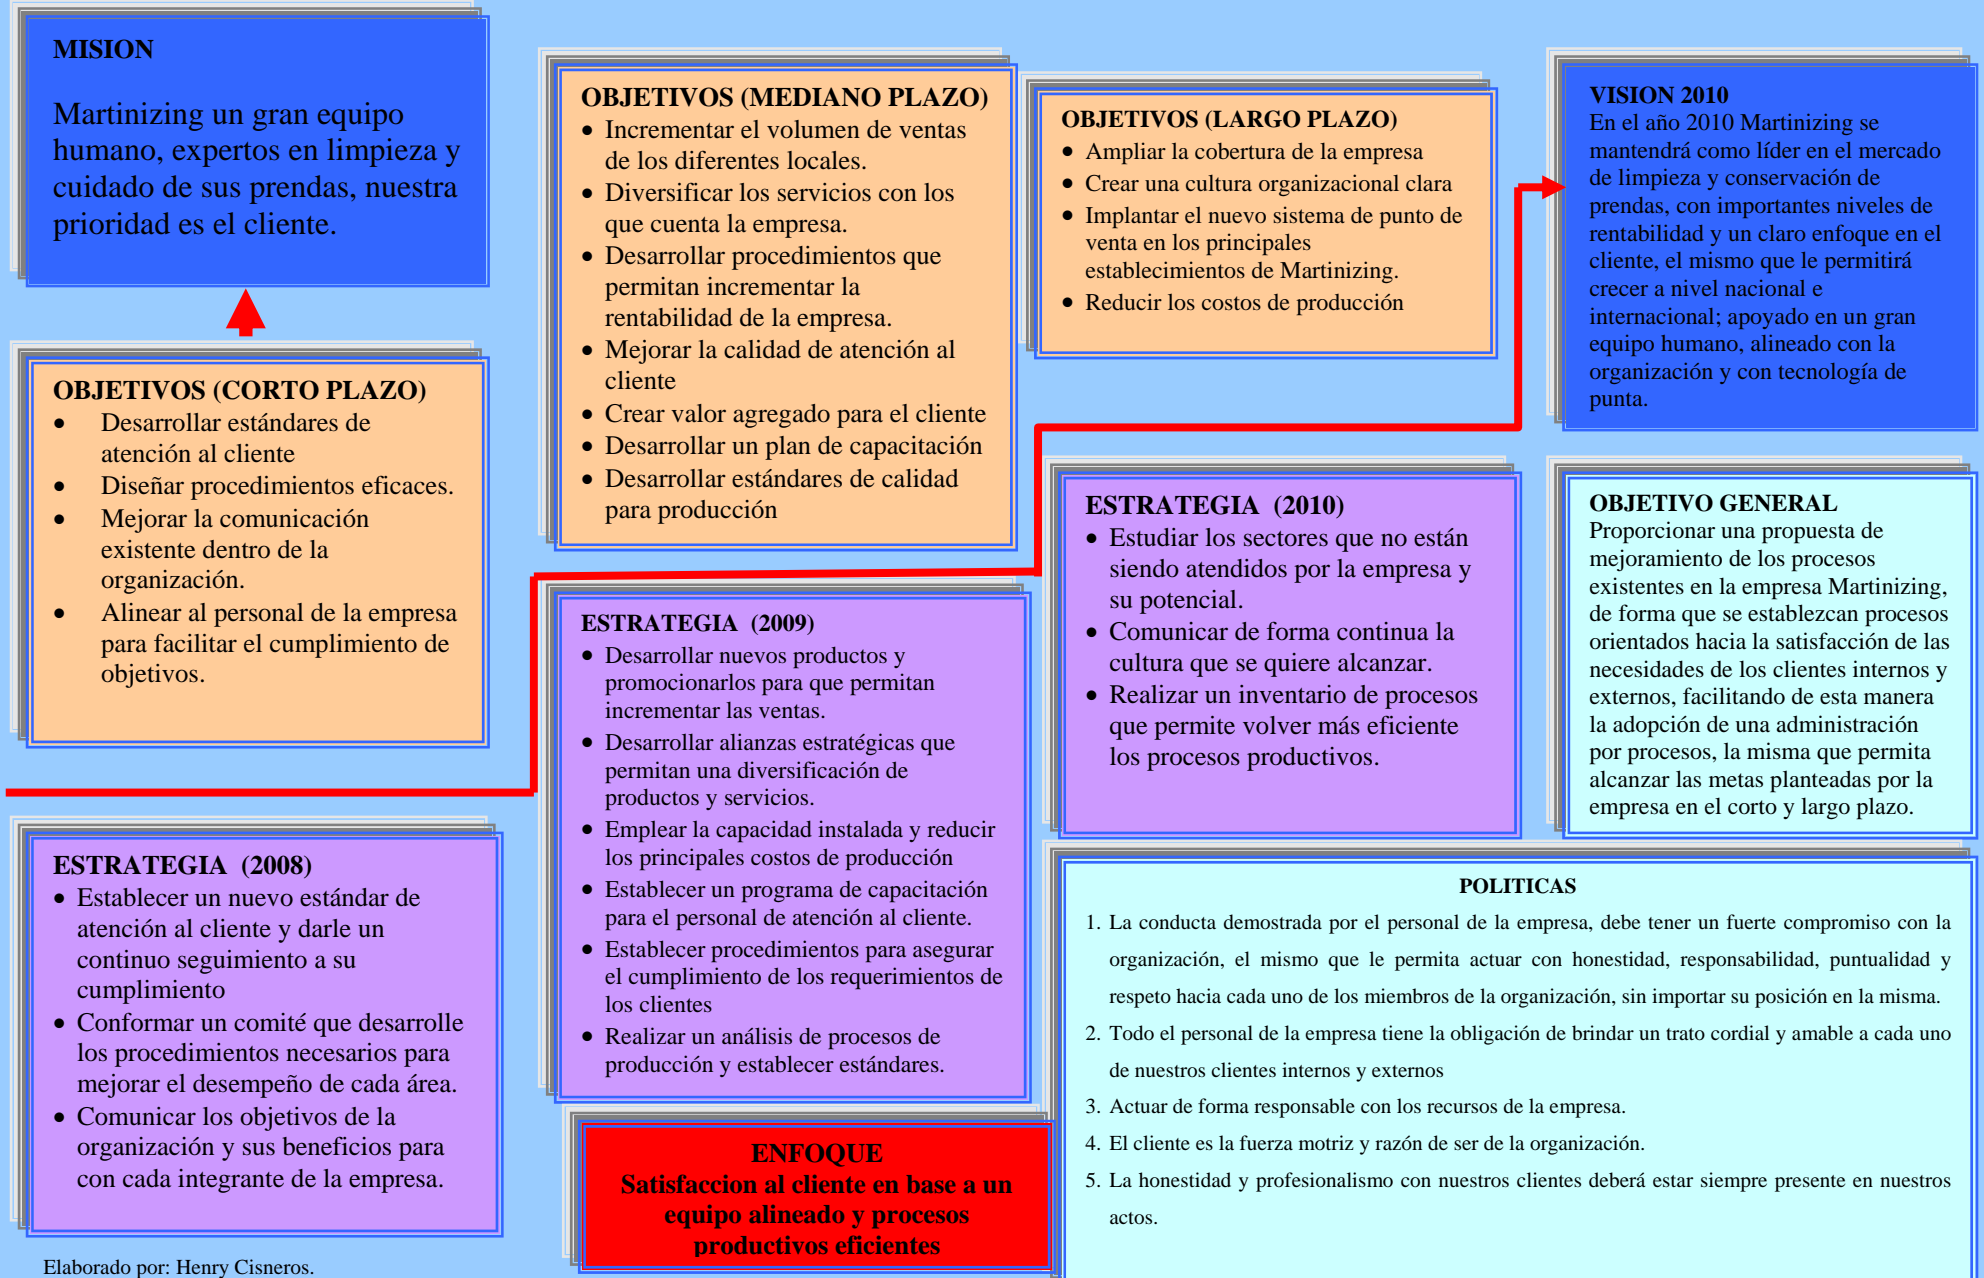 MISION
Martinizing un gran equipo
humano, expertos en limpieza y
cuidado de sus prendas, nuestra
prioridad es el cliente.
OBJETIVOS (CORTO PLAZO)
• Desarrollar estándares de
atención al cliente
• Diseñar procedimientos eficaces.
• Mejorar la comunicación
existente dentro de la
organización.
• Alinear al personal de la empresa
para facilitar el cumplimiento de
objetivos.
ESTRATEGIA (2008)
• Establecer un nuevo estándar de
atención al cliente y darle un
continuo seguimiento a su
cumplimiento
• Conformar un comité que desarrolle
los procedimientos necesarios para
mejorar el desempeño de cada área.
• Comunicar los objetivos de la
organización y sus beneficios para
con cada integrante de la empresa.
Elaborado por: Henry Cisneros.
OBJETIVOS (MEDIANO PLAZO)
• Incrementar el volumen de ventas
de los diferentes locales.
• Diversificar los servicios con los
que cuenta la empresa.
• Desarrollar procedimientos que
permitan incrementar la
rentabilidad de la empresa.
• Mejorar la calidad de atención al
cliente
• Crear valor agregado para el cliente
• Desarrollar un plan de capacitación
• Desarrollar estándares de calidad
para producción
ESTRATEGIA (2009)
• Desarrollar nuevos productos y
promocionarlos para que permitan
incrementar las ventas.
• Desarrollar alianzas estratégicas que
permitan una diversificación de
productos y servicios.
• Emplear la capacidad instalada y reducir
los principales costos de producción
• Establecer un programa de capacitación
para el personal de atención al cliente.
• Establecer procedimientos para asegurar
el cumplimiento de los requerimientos de
los clientes
• Realizar un análisis de procesos de
producción y establecer estándares.
ENFOQUE
Satisfaccion al cliente en base a un
equipo alineado y procesos
productivos eficientes
OBJETIVOS (LARGO PLAZO)
• Ampliar la cobertura de la empresa
• Crear una cultura organizacional clara
• Implantar el nuevo sistema de punto de
venta en los principales
establecimientos de Martinizing.
• Reducir los costos de producción
ESTRATEGIA (2010)
• Estudiar los sectores que no están
siendo atendidos por la empresa y
su potencial.
• Comunicar de forma continua la
cultura que se quiere alcanzar.
• Realizar un inventario de procesos
que permite volver más eficiente
los procesos productivos.
VISION 2010
En el año 2010 Martinizing se
mantendrá como líder en el mercado
de limpieza y conservación de
prendas, con importantes niveles de
rentabilidad y un claro enfoque en el
cliente, el mismo que le permitirá
crecer a nivel nacional e
internacional; apoyado en un gran
equipo humano, alineado con la
organización y con tecnología de
punta.
OBJETIVO GENERAL
Proporcionar una propuesta de
mejoramiento de los procesos
existentes en la empresa Martinizing,
de forma que se establezcan procesos
orientados hacia la satisfacción de las
necesidades de los clientes internos y
externos, facilitando de esta manera
la adopción de una administración
por procesos, la misma que permita
alcanzar las metas planteadas por la
empresa en el corto y largo plazo.
POLITICAS
1. La conducta demostrada por el personal de la empresa, debe tener un fuerte compromiso con la
organización, el mismo que le permita actuar con honestidad, responsabilidad, puntualidad y
respeto hacia cada uno de los miembros de la organización, sin importar su posición en la misma.
2. Todo el personal de la empresa tiene la obligación de brindar un trato cordial y amable a cada uno
de nuestros clientes internos y externos
3. Actuar de forma responsable con los recursos de la empresa.
4. El cliente es la fuerza motriz y razón de ser de la organización.
5. La honestidad y profesionalismo con nuestros clientes deberá estar siempre presente en nuestros
actos.